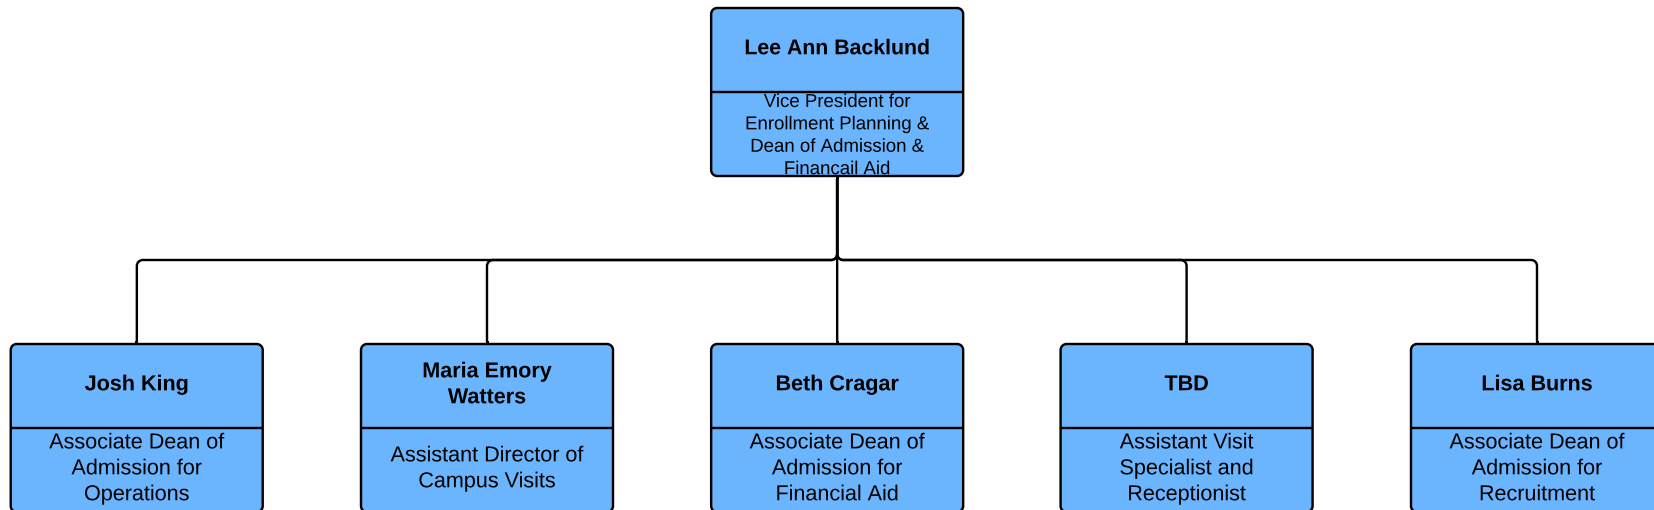 Lee Ann Backlund
Vice President for
Enrollment Planning &
Dean of Admission &
Financail Aid
Josh King
Associate Dean of
Admission for
Operations
Maria Emory
Watters
Assistant Director of
Campus Visits
Beth Cragar
Associate Dean of
Admission for
Financial Aid
TBD
Assistant Visit
Specialist and
Receptionist
Lisa Burns
Associate Dean of
Admission for
Recruitment